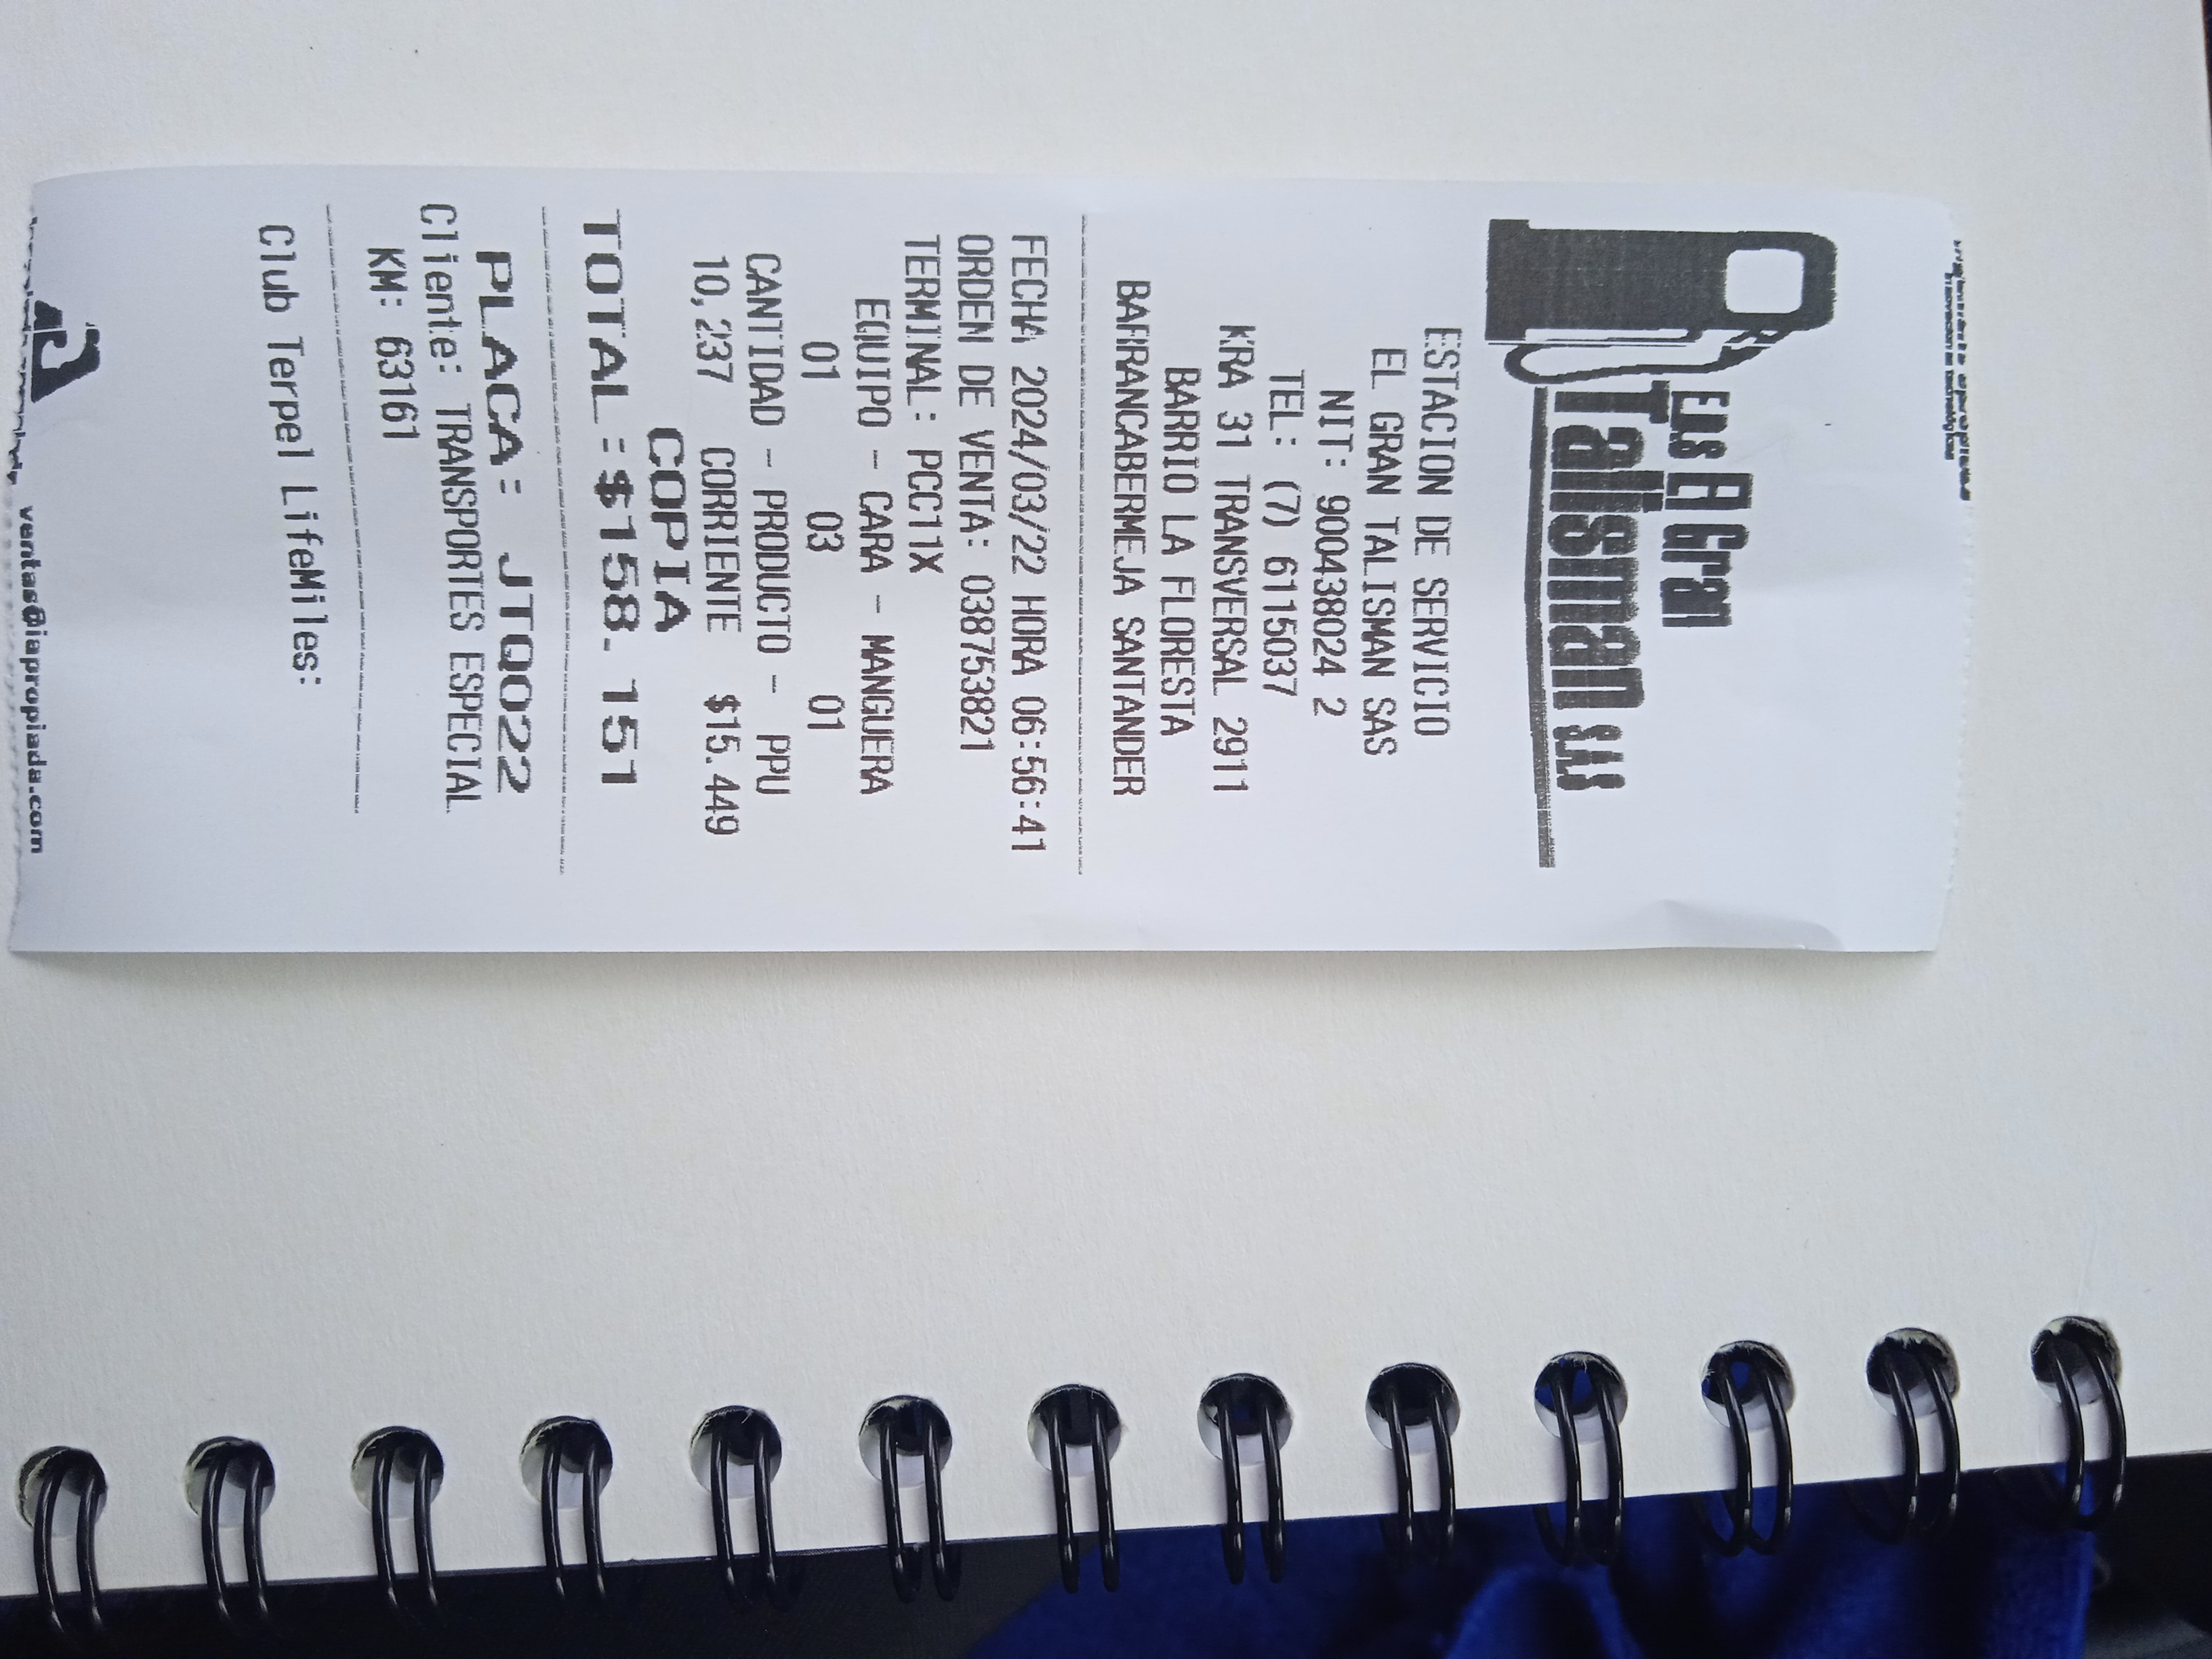 EDS El Gran
Talisman S.A.S
ESTACION DE SERVICIO
EL GRAN TALISMAN SAS
NIT: 900438024 2
TEL: (7) 6115037
KRA 31 TRANSVERSAL 2911
BARRIO LA FLORESTA
BARRANCABERMEJA SANTANDER
FECHA 2024/03/22 HORA 06:56:41
ORDEN DE VENTA: 0387753821
TERMINAL: PCC11X
EQUIPO - CARA - MANGUERA
01 03 01
CANTIDAD - PRODUCTO - PPU
10,237 CORRIENTE $15.449
COPIA
TOTAL:$158.151
PLACA: JTQ022
Cliente: TRANSPORTES ESPECIAL
KM: 63161
Club Terpel LifeMiles:
ventas@iapropiada.com